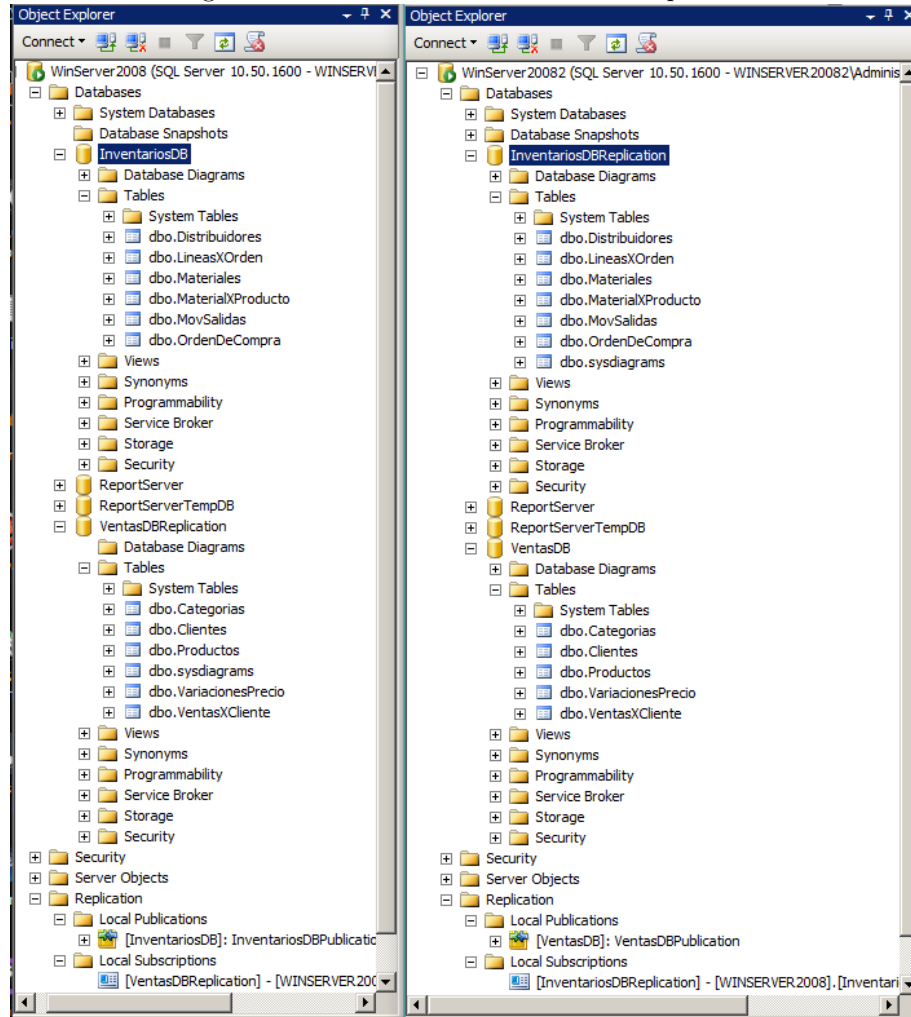 Object Explorer
Connect
WinServer2008 (SQL Server 10.50.1600 - WINSERV
Databases
System Databases
Database Snapshots
InventariosDB
Database Diagrams
Tables
System Tables
dbo.Distribuidores
dbo.LineasXOrden
dbo.Materiales
dbo.MaterialXProducto
dbo.MovSalidas
dbo.OrdenDeCompra
Views
Synonyms
Programmability
Service Broker
Storage
Security
ReportServer
ReportServerTempDB
VentasDBReplication
Database Diagrams
Tables
System Tables
dbo.Categorias
dbo.Clientes
dbo.Productos
dbo.sysdiagrams
dbo.VariacionesPrecio
dbo.VentasXCliente
Views
Synonyms
Programmability
Service Broker
Storage
Security
Security
Server Objects
Replication
Local Publications
[InventariosDB]: InventariosDBPublicatio
Local Subscriptions
[VentasDBReplication] - [WINSERVER200
Object Explorer
Connect
WinServer20082 (SQL Server 10.50.1600 - WINSERVER20082\Adminis
Databases
System Databases
Database Snapshots
InventariosDBReplication
Database Diagrams
Tables
System Tables
dbo.Distribuidores
dbo.LineasXOrden
dbo.Materiales
dbo.MaterialXProducto
dbo.MovSalidas
dbo.OrdenDeCompra
dbo.sysdiagrams
Views
Synonyms
Programmability
Service Broker
Storage
Security
ReportServer
ReportServerTempDB
VentasDB
Database Diagrams
Tables
System Tables
dbo.Categorias
dbo.Clientes
dbo.Productos
dbo.VariacionesPrecio
dbo.VentasXCliente
Views
Synonyms
Programmability
Service Broker
Storage
Security
Security
Server Objects
Replication
Local Publications
[VentasDB]: VentasDBPublication
Local Subscriptions
[InventariosDBReplication] - [WINSERVER2008].[Inventari